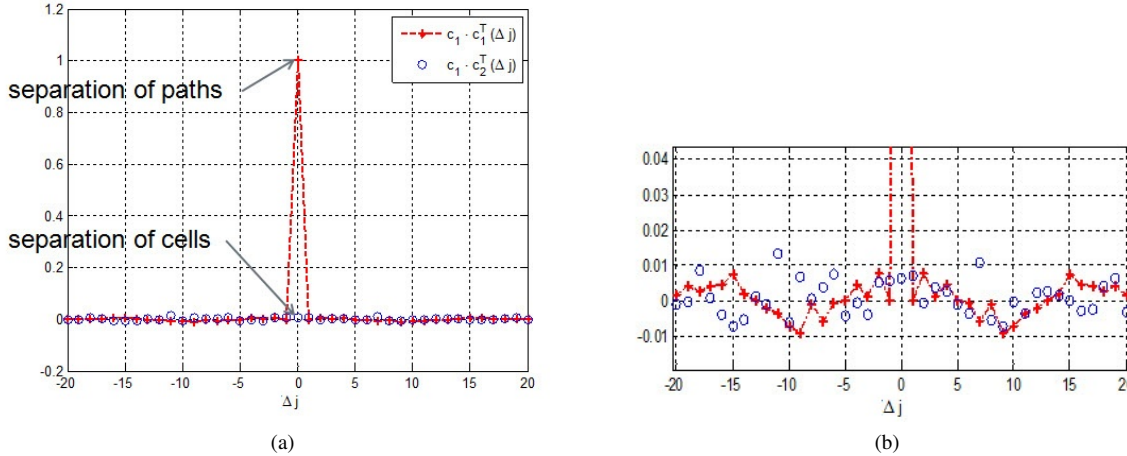 1.2
1
0.8
0.6
0.4
0.2
0
-0.2
-20 -15 -10 -5 0 5 10 15 20
Δ j
c₁ · c₁ᵀ(Δ j)
c₁ · c₂ᵀ(Δ j)
separation of paths
separation of cells
(a)
0.04
0.03
0.02
0.01
0
-0.01
-20 -15 -10 -5 0 5 10 15 20
Δ j
(b)